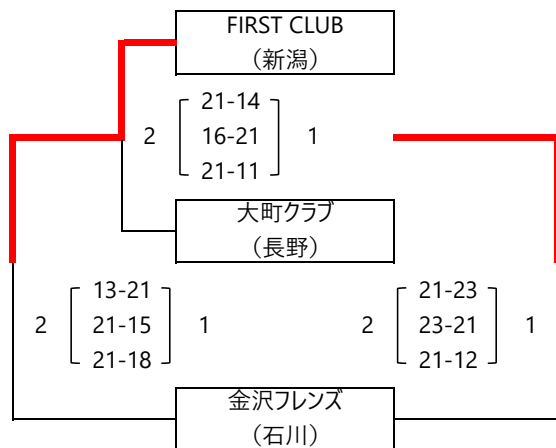 FIRST CLUB
（新潟）
2 21-14 1
16-21
21-11
大町クラブ
（長野）
13-21
2 21-15 1
21-18
21-23
2 23-21 1
21-12
金沢フレンズ
（石川）